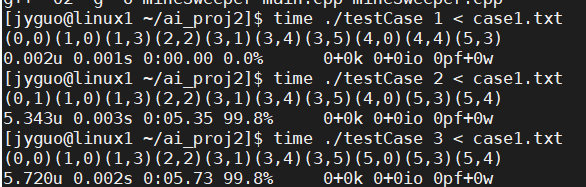 [jyguo@linux1 ~/ai_proj2]$ time ./testCase 1 < case1.txt
(0,0)(1,0)(1,3)(2,2)(3,1)(3,4)(3,5)(4,0)(4,4)(5,3)
0.002u 0.001s 0:00.00 0.0% 0+0k 0+0io 0pf+0w
[jyguo@linux1 ~/ai_proj2]$ time ./testCase 2 < case1.txt
(0,1)(1,0)(1,3)(2,2)(3,1)(3,4)(3,5)(4,0)(5,3)(5,4)
5.343u 0.003s 0:05.35 99.8% 0+0k 0+0io 0pf+0w
[jyguo@linux1 ~/ai_proj2]$ time ./testCase 3 < case1.txt
(0,0)(1,0)(1,3)(2,2)(3,1)(3,4)(3,5)(5,0)(5,3)(5,4)
5.720u 0.002s 0:05.73 99.8% 0+0k 0+0io 0pf+0w